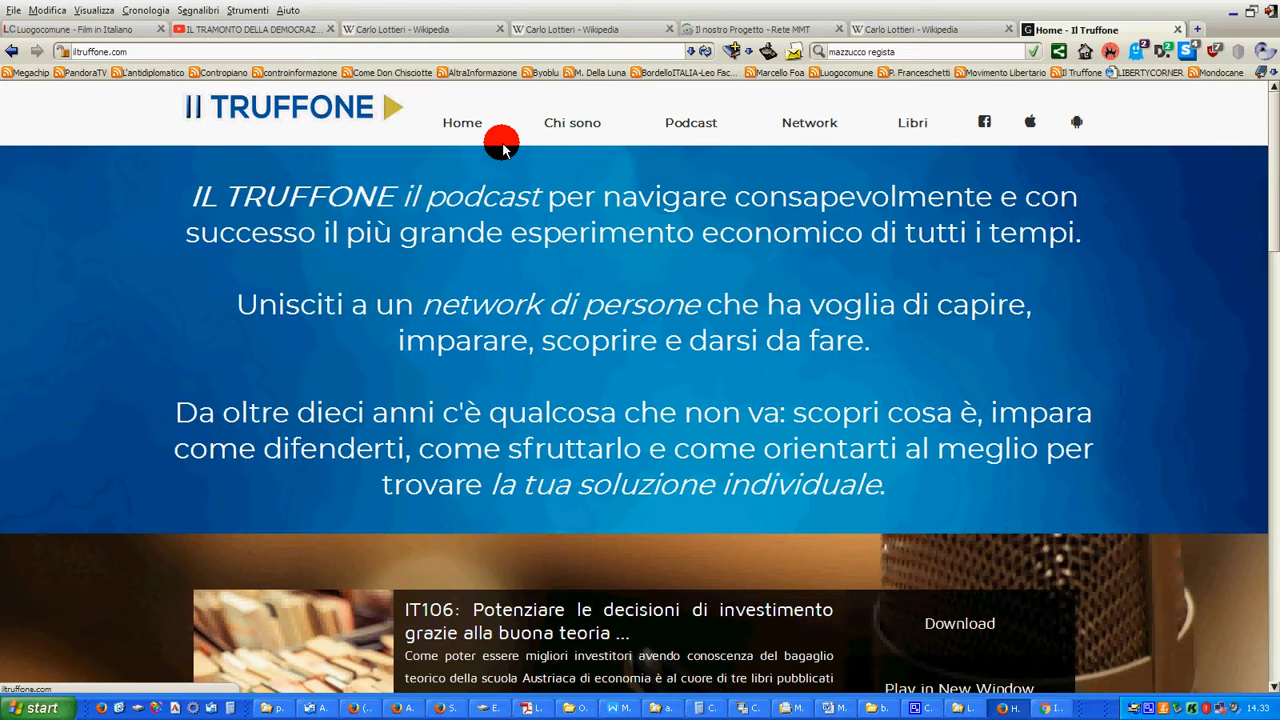 File Modifica Visualizza Cronologia Segnalibri Strumenti Aiuto
Luogocomune - Film in Italiano
IL TRAMONTO DELLA DEMOCRAZ...
Carlo Lottieri - Wikipedia
Carlo Lottieri - Wikipedia
Il nostro Progetto - Rete MMT
Carlo Lottieri - Wikipedia
Home - Il Truffone
iltruffone.com
mazzucco regista
Megachip PandoraTV L'antidiplomatico Contropiano controinformazione Come Don Chisciotte AltraInformazione Byoblu M. Della Luna BordelloITALIA-Leo Fac... Marcello Foa Luogocomune P. Franceschetti Movimento Libertario Il Truffone LIBERTYCORNER Mondocane
Il TRUFFONE
Home Chi sono Podcast Network Libri
IL TRUFFONE il podcast per navigare consapevolmente e con
successo il più grande esperimento economico di tutti i tempi.
Unisciti a un network di persone che ha voglia di capire,
imparare, scoprire e darsi da fare.
Da oltre dieci anni c'è qualcosa che non va: scopri cosa è, impara
come difenderti, come sfruttarlo e come orientarti al meglio per
trovare la tua soluzione individuale.
IT106: Potenziare le decisioni di investimento
grazie alla buona teoria ...
Come poter essere migliori investitori avendo conoscenza del bagaglio
teorico della scuola Austriaca di economia è al cuore di tre libri pubblicati
Download
Play in New Window
iltruffone.com
start
14.33